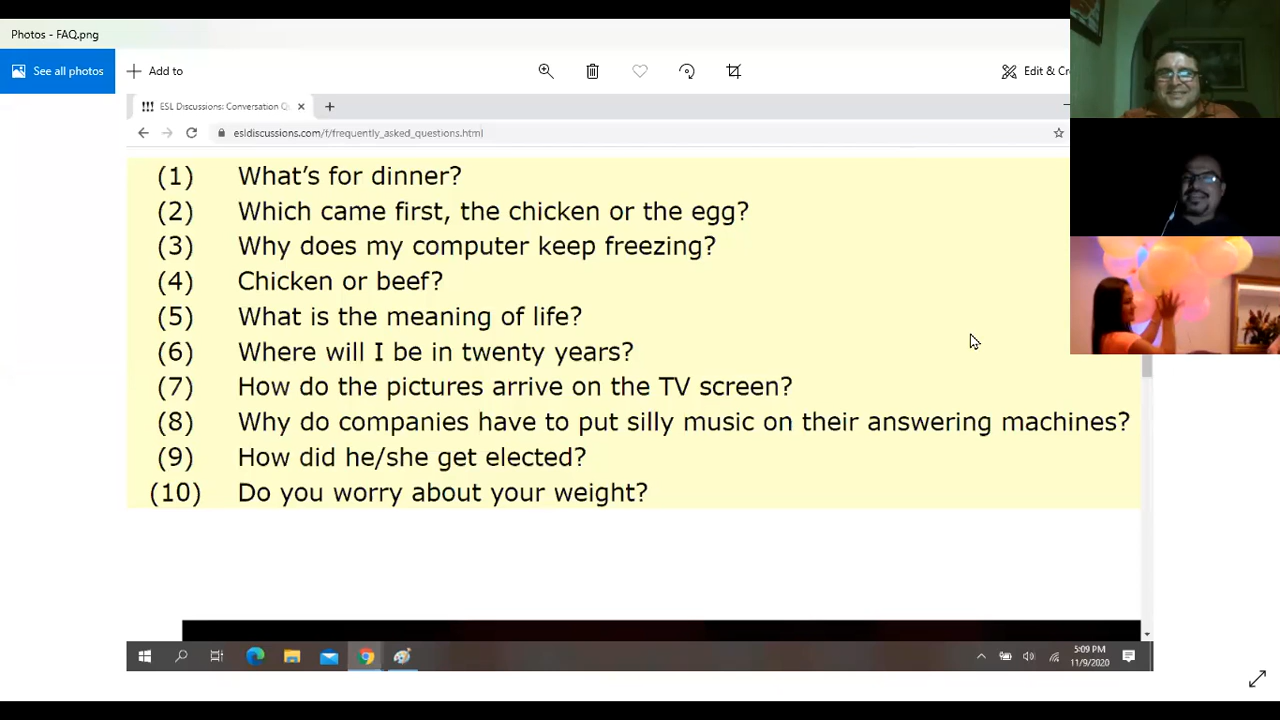 Photos - FAQ.png
See all photos
Add to
Edit & Cr
ESL Discussions: Conversation Q
esldiscussions.com/f/frequently_asked_questions.html
(1) What's for dinner?
(2) Which came first, the chicken or the egg?
(3) Why does my computer keep freezing?
(4) Chicken or beef?
(5) What is the meaning of life?
(6) Where will I be in twenty years?
(7) How do the pictures arrive on the TV screen?
(8) Why do companies have to put silly music on their answering machines?
(9) How did he/she get elected?
(10) Do you worry about your weight?
5:09 PM
11/9/2020